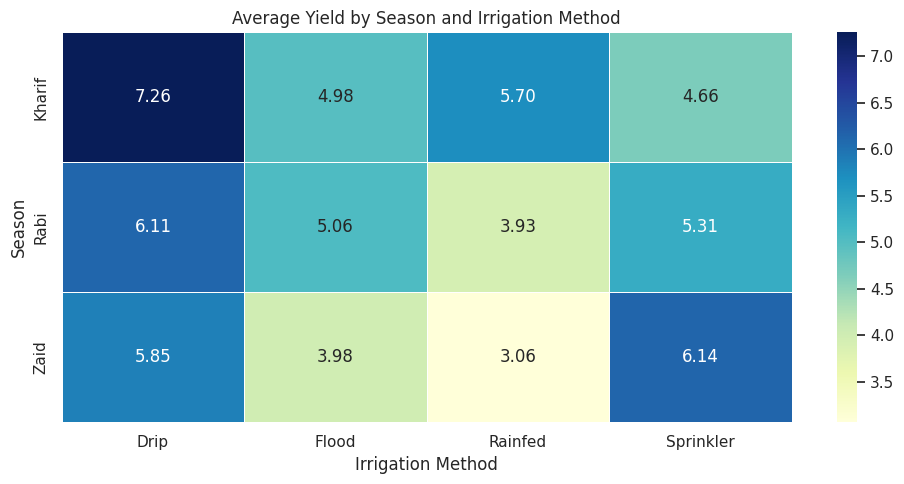 Average Yield by Season and Irrigation Method
Season
Kharif
7.26 4.98 5.70 4.66
Rabi
6.11 5.06 3.93 5.31
Zaid
5.85 3.98 3.06 6.14
Drip Flood Rainfed Sprinkler
Irrigation Method
7.0
6.5
6.0
5.5
5.0
4.5
4.0
3.5